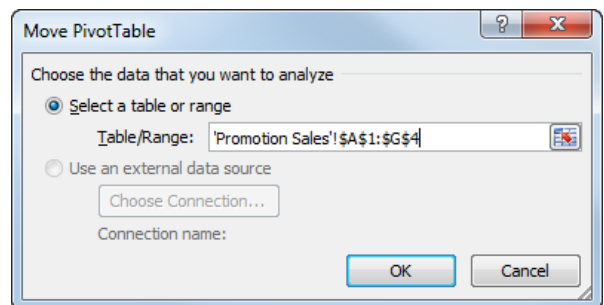 Move PivotTable
Choose the data that you want to analyze
Select a table or range
Table/Range: 'Promotion Sales'!$A$1:$G$4
Use an external data source
Choose Connection...
Connection name:
OK Cancel